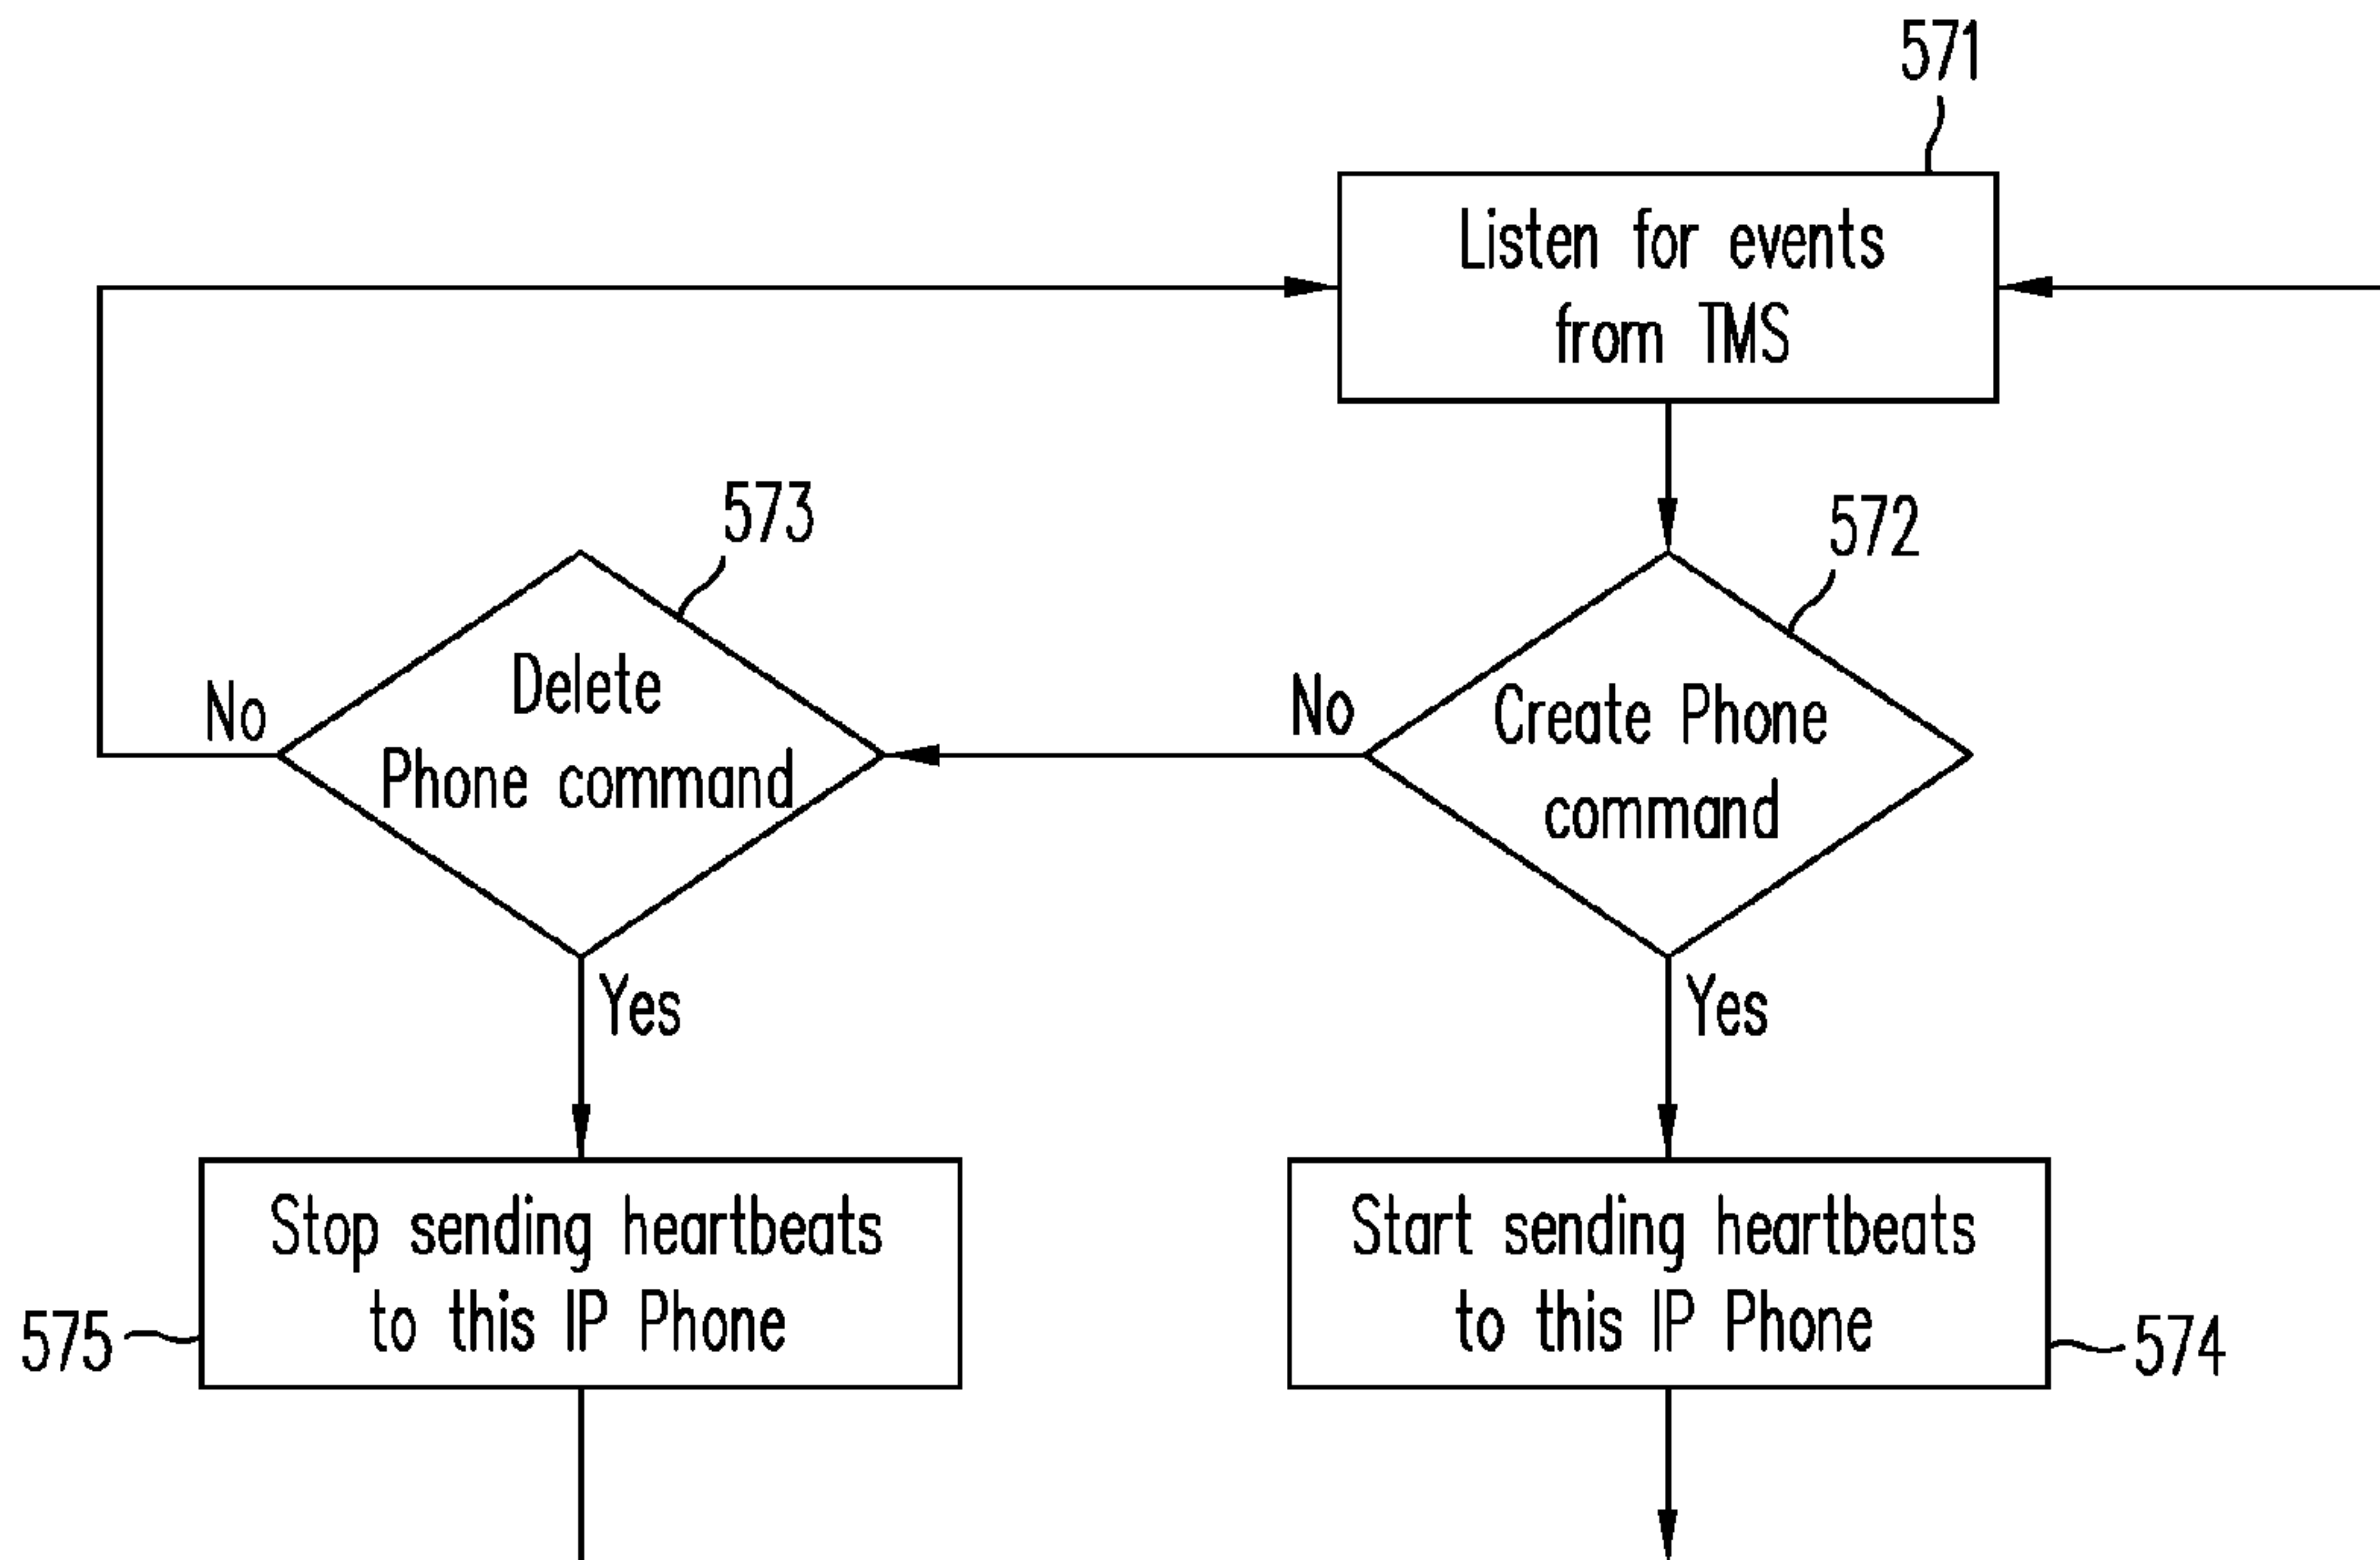 571
Listen for events
from TMS
573
572
Delete
Phone command
No
No
Create Phone
command
Yes
Yes
Stop sending heartbeats
to this IP Phone
575
Start sending heartbeats
to this IP Phone
574